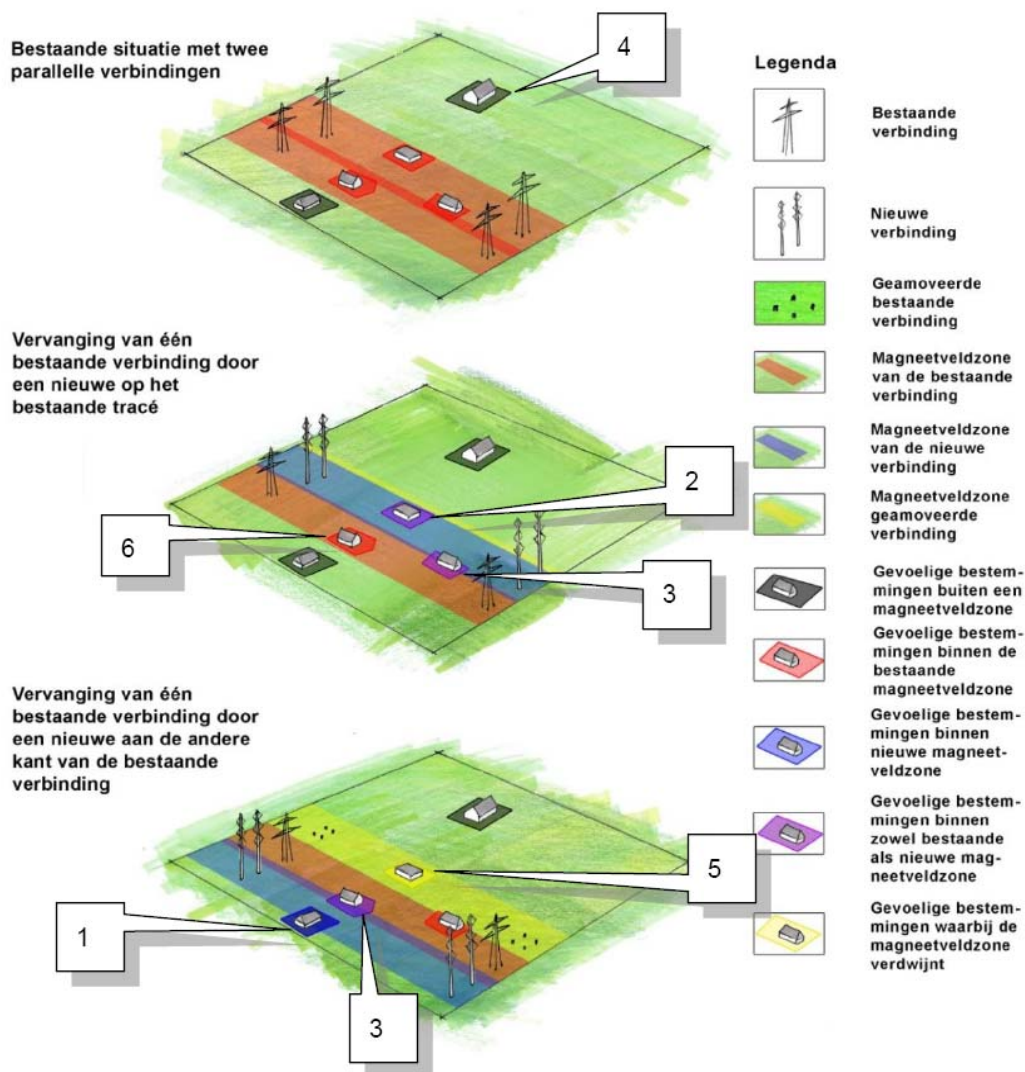 Bestaande situatie met twee
parallelle verbindingen
4
Vervanging van één
bestaande verbinding door
een nieuwe op het
bestaande tracé
2
6
3
Vervanging van één
bestaande verbinding door
een nieuwe aan de andere
kant van de bestaande
verbinding
5
1
3
Legenda
Bestaande
verbinding
Nieuwe
verbinding
Geamoveerde
bestaande
verbinding
Magneetveldzone
van de bestaande
verbinding
Magneetveldzone
van de nieuwe
verbinding
Magneetveldzone
geamoveerde
verbinding
Gevoelige bestem-
mingen buiten een
magneetveldzone
Gevoelige bestem-
mingen binnen de
bestaande
magneetveldzone
Gevoelige bestem-
mingen binnen
nieuwe magneet-
veldzone
Gevoelige bestem-
mingen binnen
zowel bestaande
als nieuwe mag-
neetveldzone
Gevoelige bestem-
mingen waarbij de
magneetveldzone
verdwijnt